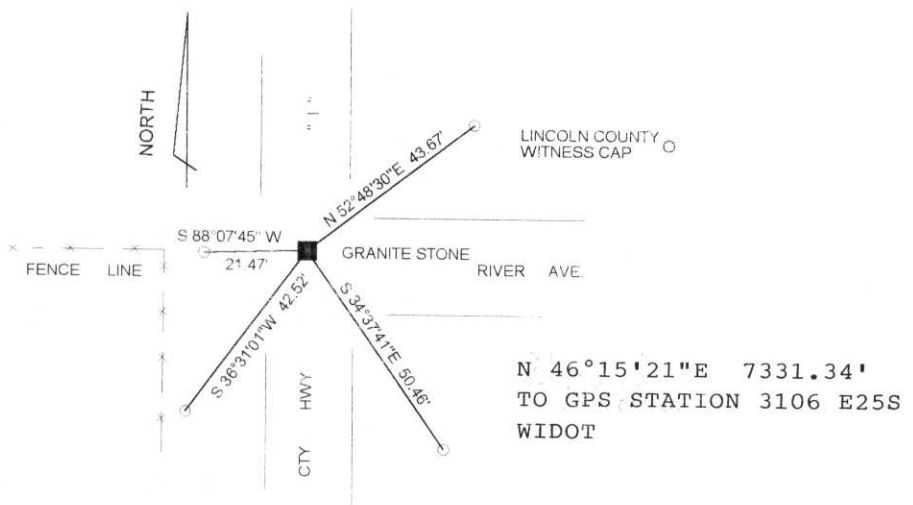 NORTH
"J"
LINCOLN COUNTY
WITNESS CAP
N 52°48'30"E 43.67'
S 88°07'45" W
21.47'
GRANITE STONE
FENCE LINE
RIVER AVE.
S 36°31'01"W 42.52'
S 34°37'41"E 50.46'
CTY HWY
N 46°15'21"E 7331.34'
TO GPS STATION 3106 E25S
WIDOT